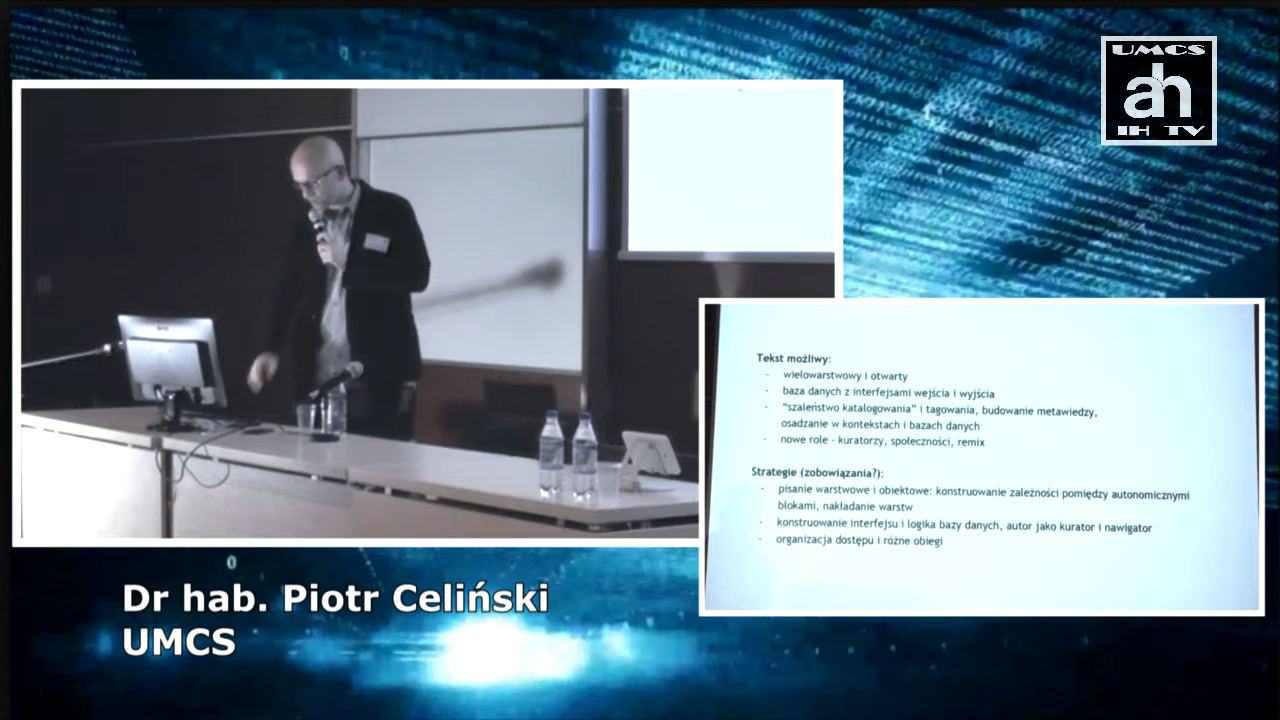 UMCS
ah
IH TV
Tekst możliwy:
- wielowarstwowy i otwarty
- baza danych z interfejsami wejścia i wyjścia
- "szaleństwo katalogowania" i tagowania, budowanie metawiedzy,
osadzanie w kontekstach i bazach danych
- nowe role - kuratorzy, społeczności, remix
Strategie (zobowiązania?):
- pisanie warstwowe i obiektowe: konstruowanie zależności pomiędzy autonomicznymi
blokami, nakładanie warstw
- konstruowanie interfejsu i logika bazy danych, autor jako kurator i nawigator
- organizacja dostępu i różne obiegi
Dr hab. Piotr Celiński
UMCS